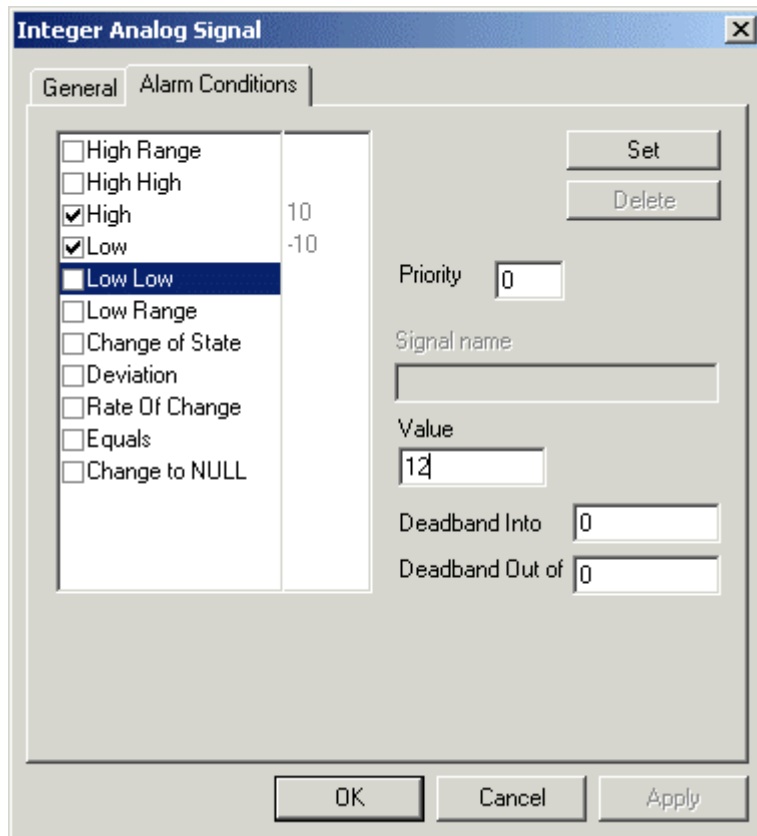 Integer Analog Signal
General Alarm Conditions
High Range
High High
High 10
Low -10
Low Low
Low Range
Change of State
Deviation
Rate Of Change
Equals
Change to NULL
Set
Delete
Priority 0
Signal name
Value
12
Deadband Into 0
Deadband Out of 0
OK Cancel Apply